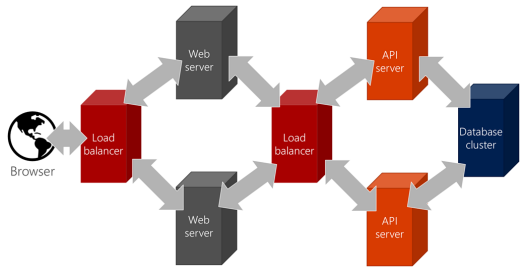 Browser
Load
balancer
Web
server
Web
server
Load
balancer
API
server
API
server
Database
cluster